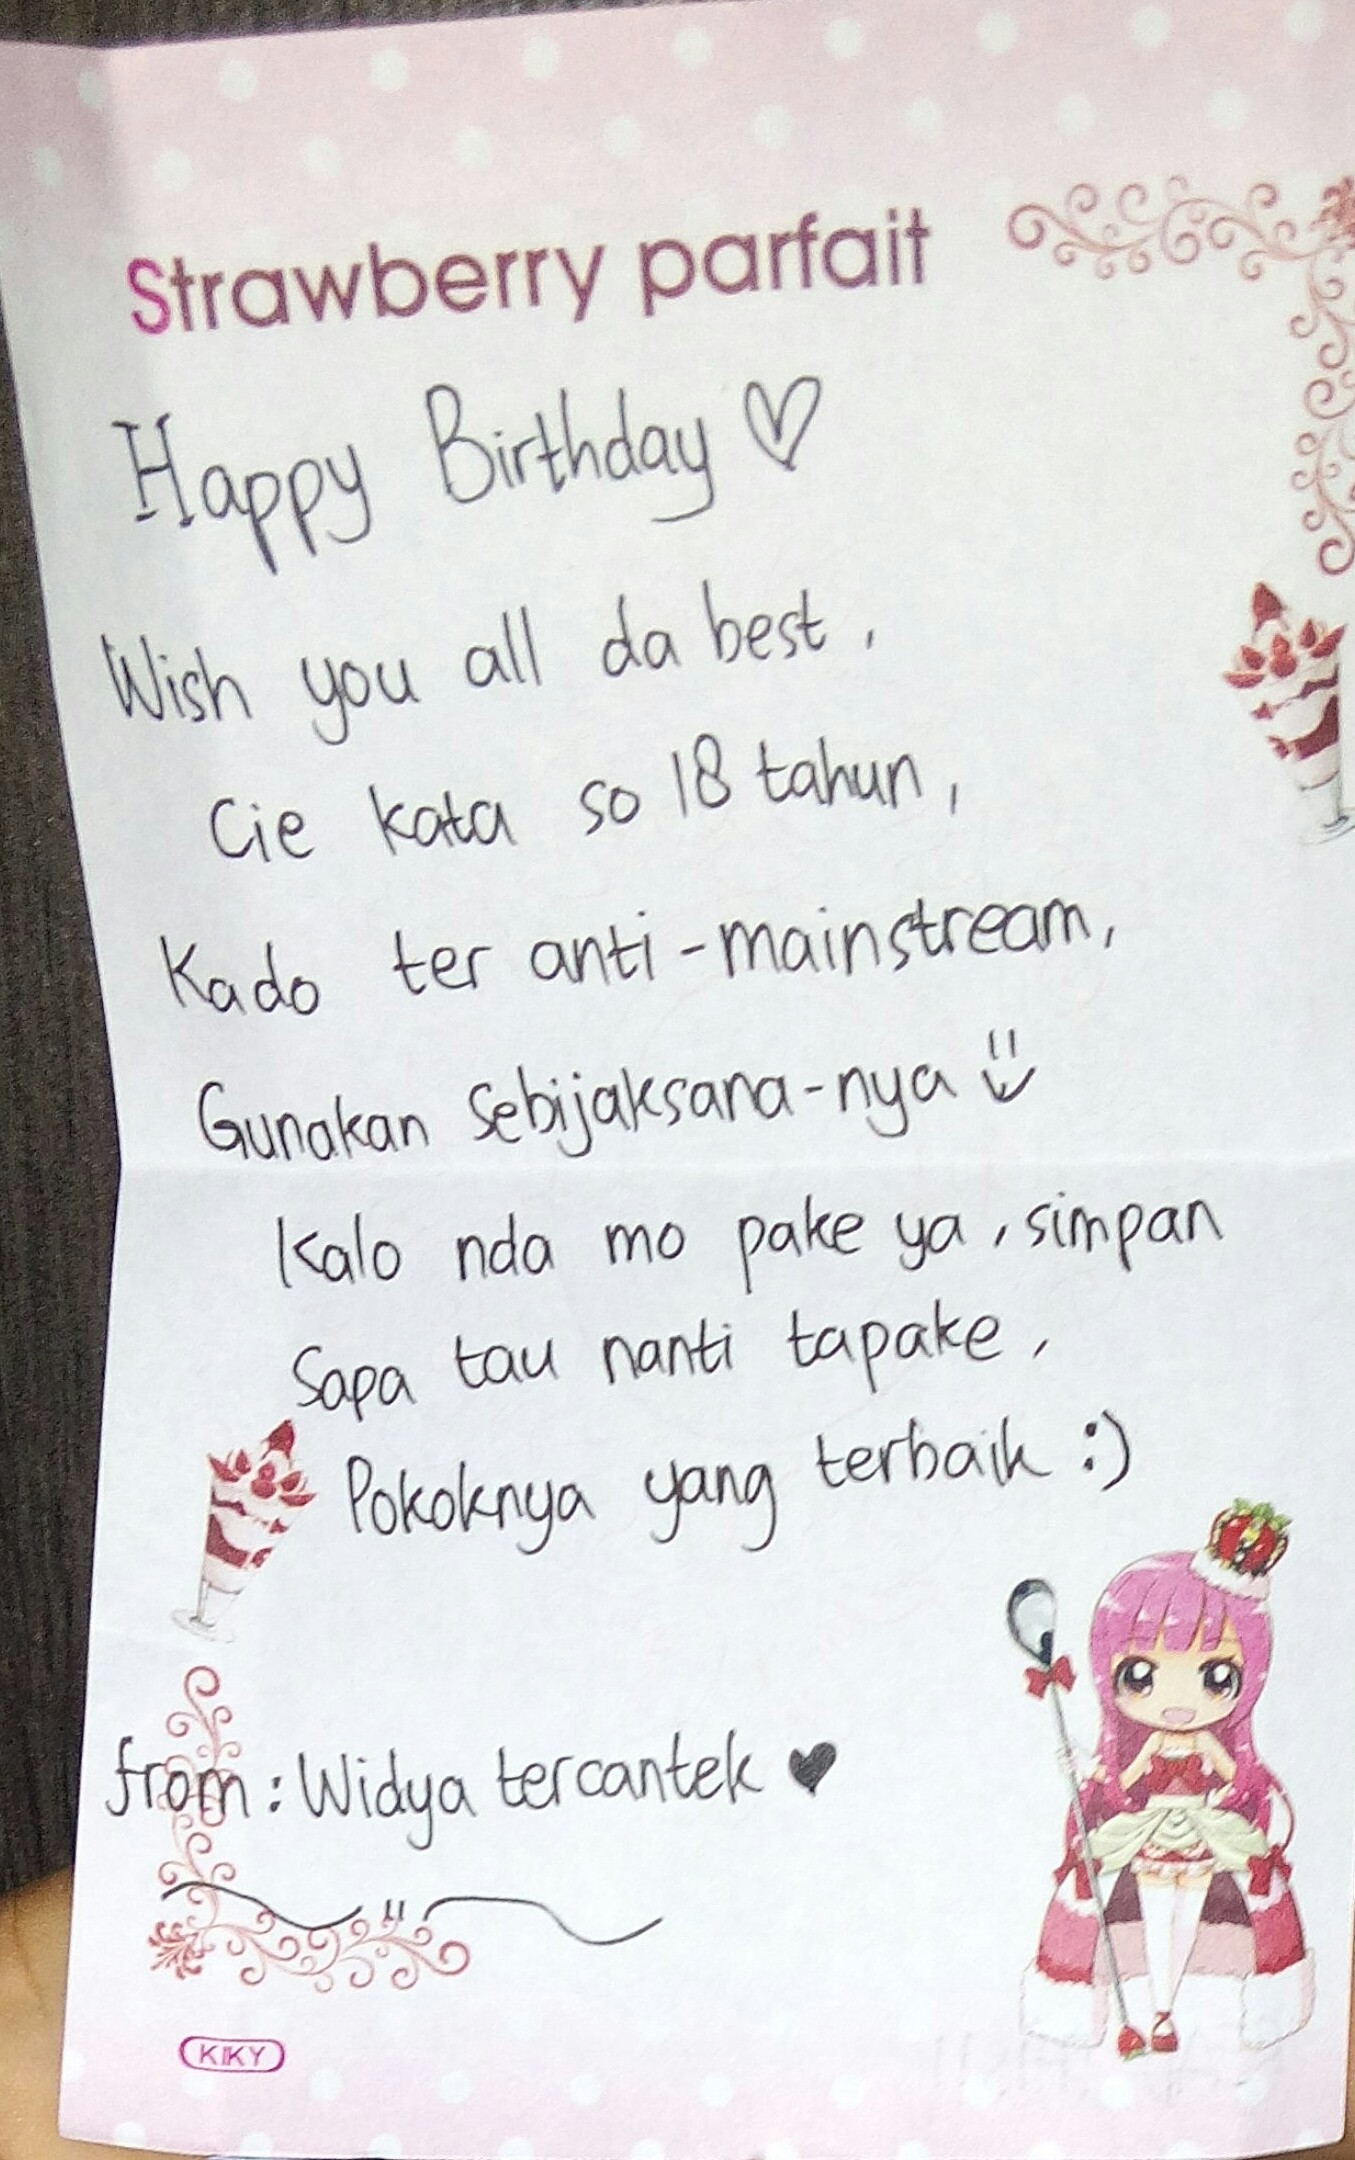 Strawberry parfait
Happy Birthday ♡
Wish you all da best,
Cie kata so 18 tahun,
Kado ter anti-mainstream,
Gunakan sebijaksana-nya
Kalo nda mo pake ya, simpan
Sapa tau nanti tapake,
Pokoknya yang terbaik :)
from : Widya tercantek ♥
KIKY